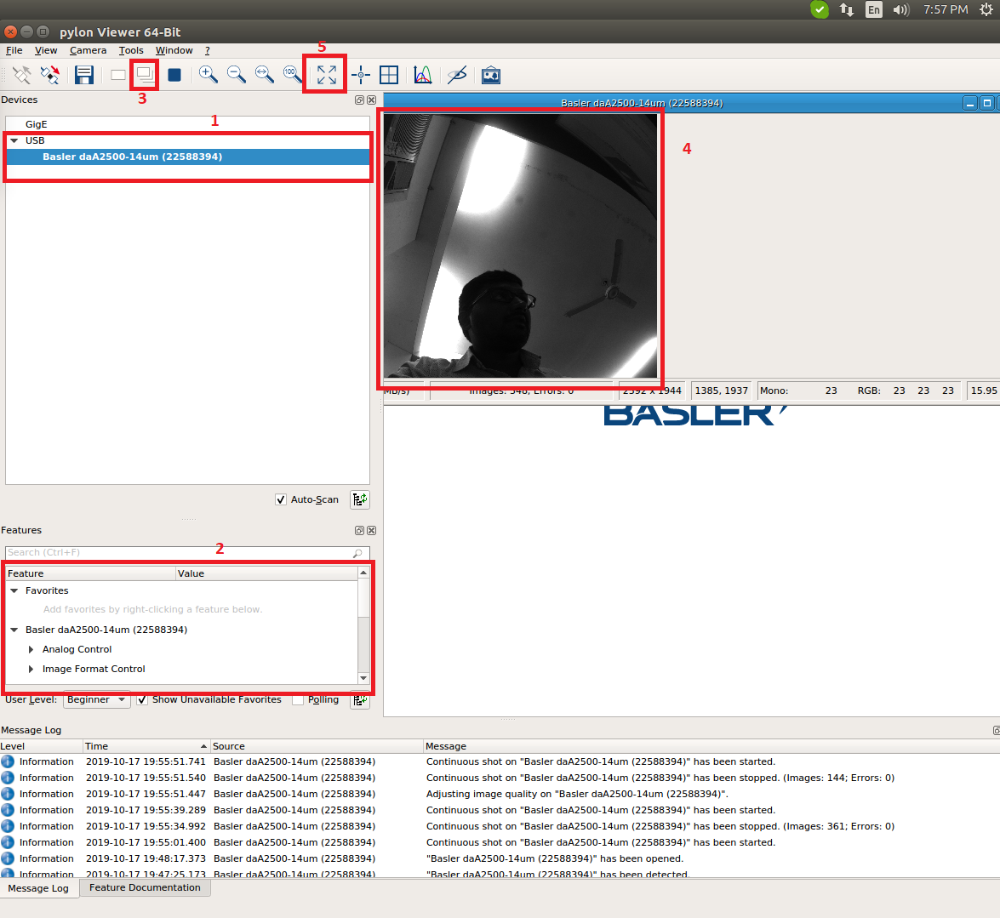 En 7:57 PM
pylon Viewer 64-Bit
File View Camera Tools Window ?
5
100
3
Devices
Basler daA2500-14um (22588394)
1
GigE
USB
Basler daA2500-14um (22588394)
4
MB/s) Images: 348; Errors: 0 2592 x 1944 1385, 1937 Mono: 23 RGB: 23 23 23 15.95
BASLER
Auto-Scan
Features
2
Search (Ctrl+F)
Feature Value
Favorites
Add favorites by right-clicking a feature below.
Basler daA2500-14um (22588394)
Analog Control
Image Format Control
User Level: Beginner Show Unavailable Favorites Polling
Message Log
Level Time Source Message
Information 2019-10-17 19:55:51.741 Basler daA2500-14um (22588394) Continuous shot on "Basler daA2500-14um (22588394)" has been started.
Information 2019-10-17 19:55:51.540 Basler daA2500-14um (22588394) Continuous shot on "Basler daA2500-14um (22588394)" has been stopped. (Images: 144; Errors: 0)
Information 2019-10-17 19:55:51.447 Basler daA2500-14um (22588394) Adjusting image quality on "Basler daA2500-14um (22588394)".
Information 2019-10-17 19:55:39.289 Basler daA2500-14um (22588394) Continuous shot on "Basler daA2500-14um (22588394)" has been started.
Information 2019-10-17 19:55:34.992 Basler daA2500-14um (22588394) Continuous shot on "Basler daA2500-14um (22588394)" has been stopped. (Images: 361; Errors: 0)
Information 2019-10-17 19:55:01.400 Basler daA2500-14um (22588394) Continuous shot on "Basler daA2500-14um (22588394)" has been started.
Information 2019-10-17 19:48:17.373 Basler daA2500-14um (22588394) "Basler daA2500-14um (22588394)" has been opened.
Information 2019-10-17 19:47:25.173 Basler daA2500-14um (22588394) "Basler daA2500-14um (22588394)" has been detected.
Message Log Feature Documentation